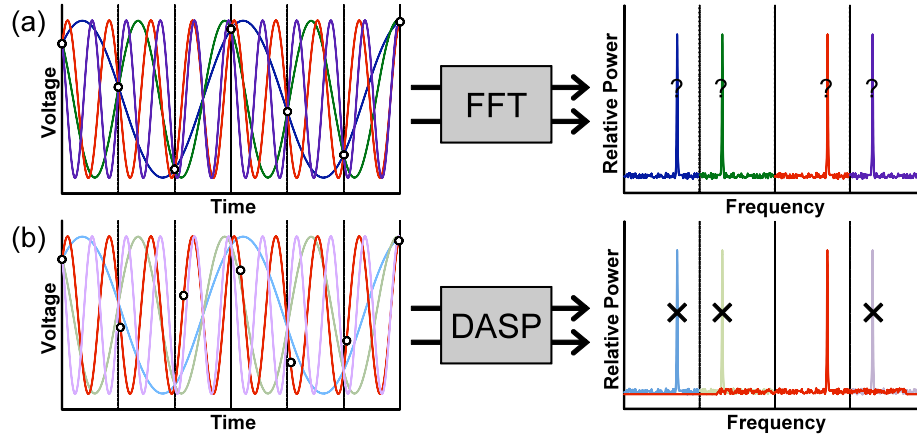 (a)
Voltage
Time
FFT
Relative Power
? ? ? ?
Frequency
(b)
Voltage
Time
DASP
Relative Power
Frequency